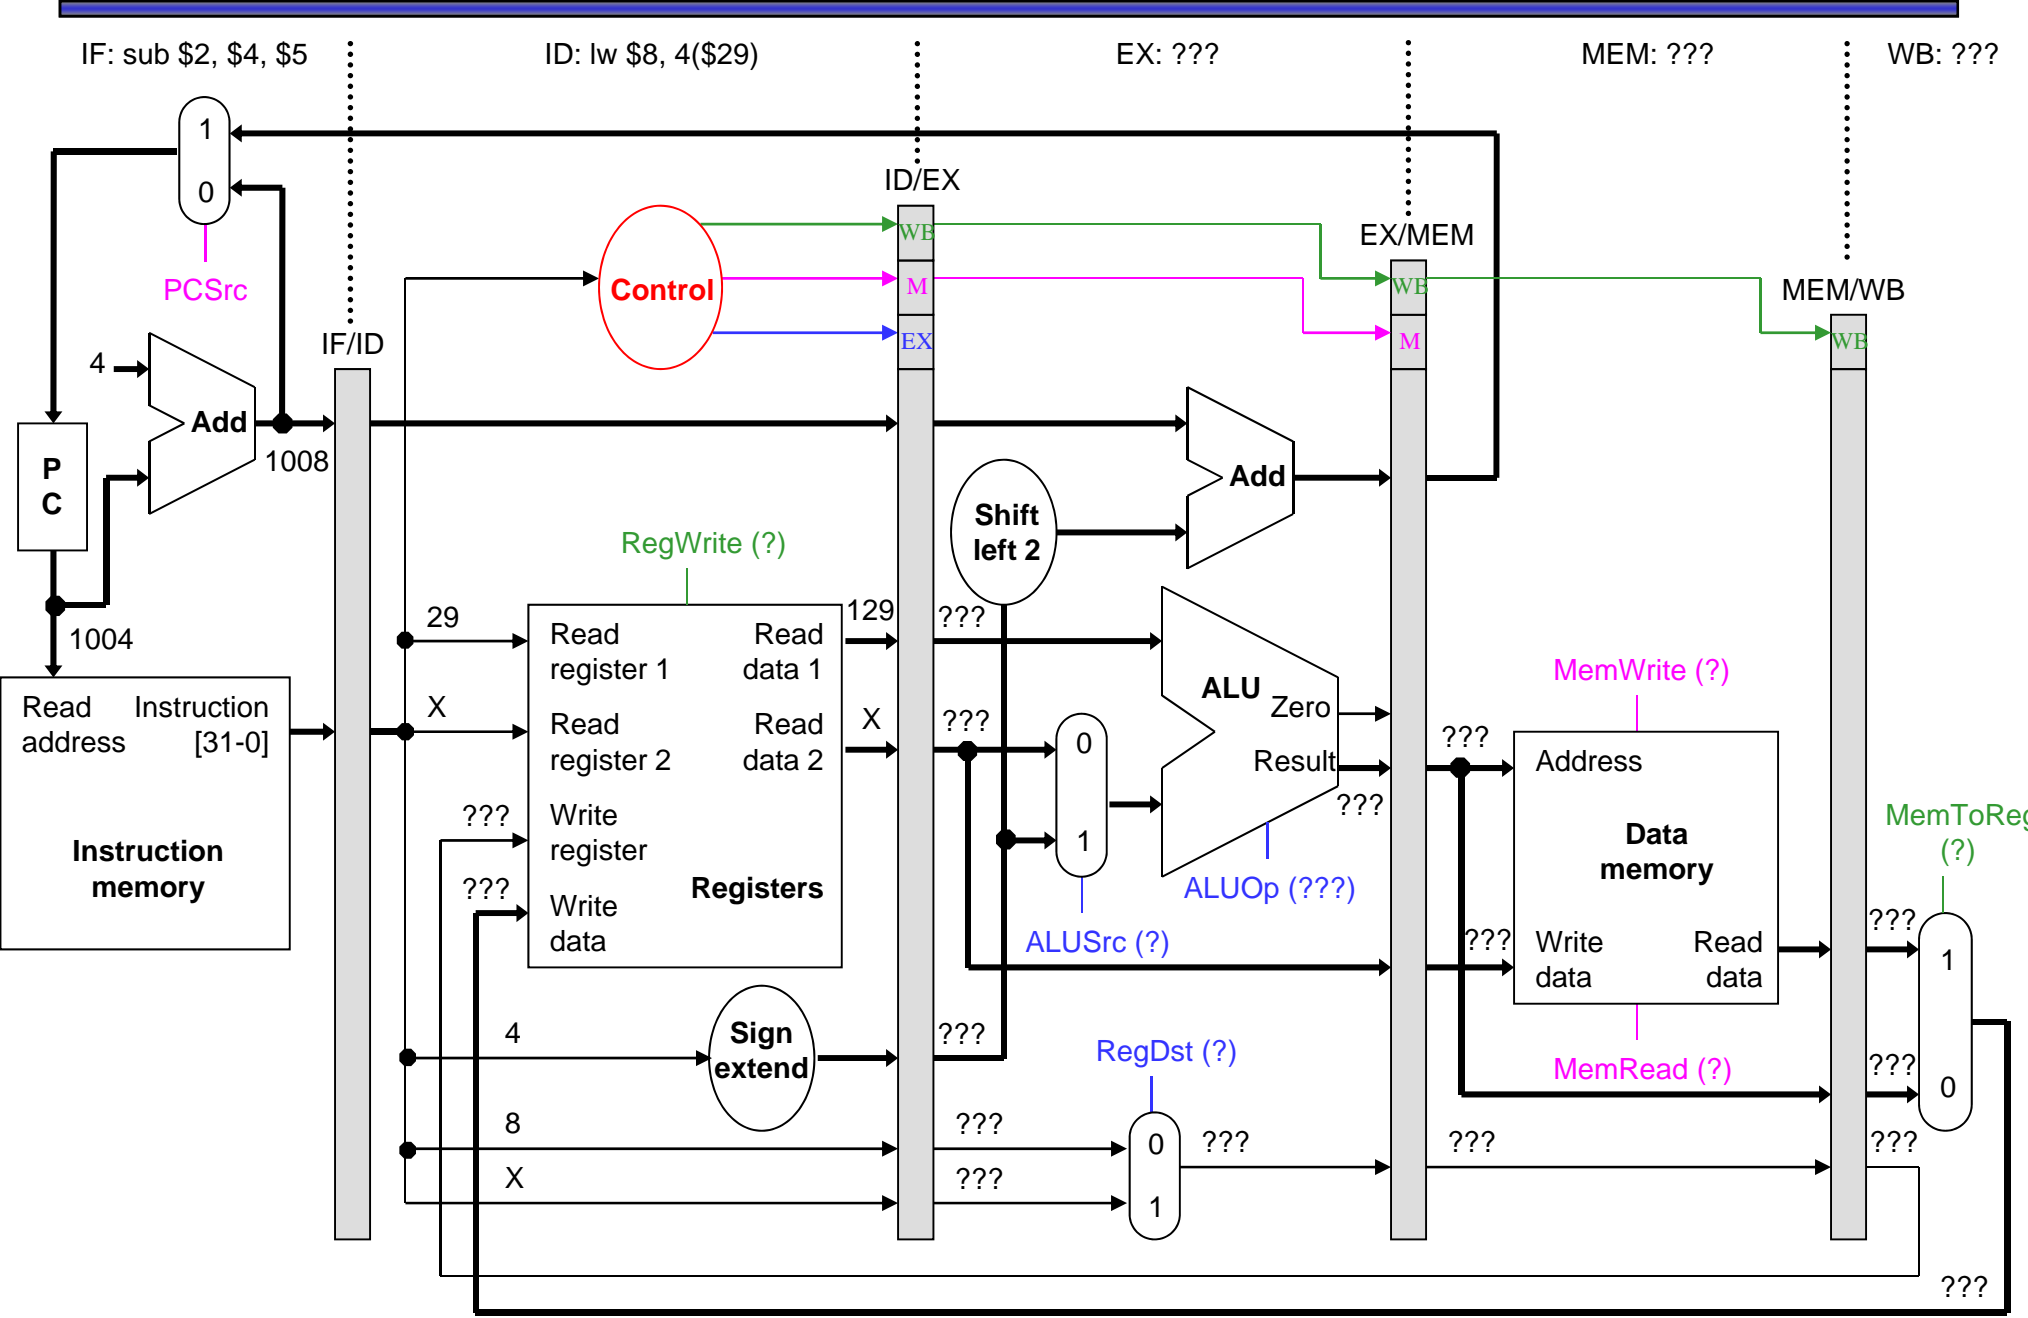 IF: sub $2, $4, $5
ID: lw $8, 4($29)
EX: ???
MEM: ???
WB: ???
1
0
PCSrc
ID/EX
WB
M
EX
Control
EX/MEM
WB
M
MEM/WB
WB
IF/ID
4
Add
1008
P
C
1004
Add
Shift
left 2
RegWrite (?)
29
X
???
???
Read
register 1
Read
data 1
Read
register 2
Read
data 2
Write
register
Write
data
Registers
129
X
???
???
Read
address
Instruction
[31-0]
Instruction
memory
ALU
Zero
Result
???
0
1
ALUSrc (?)
ALUOp (???)
MemWrite (?)
???
Address
Data
memory
???
Write
data
Read
data
MemRead (?)
MemToReg
(?)
???
1
???
0
4
Sign
extend
???
RegDst (?)
8
???
X
???
0
1
???
???
???
???